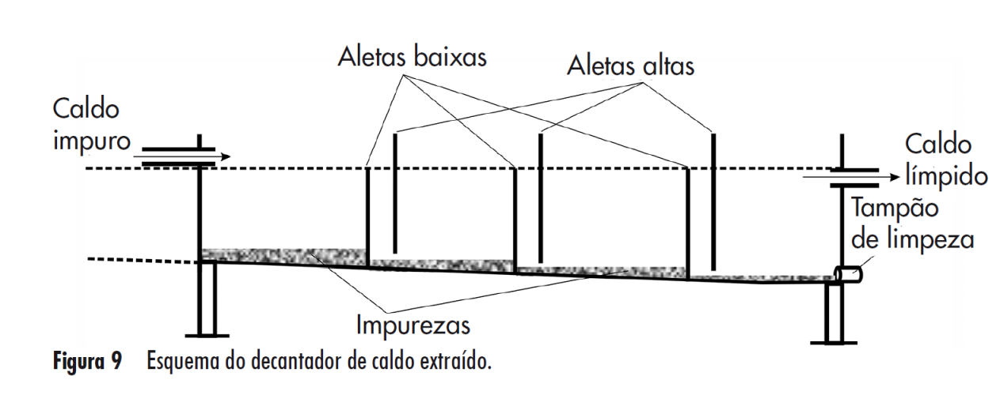 Aletas baixas
Aletas altas
Caldo
impuro
Caldo
límpido
Tampão
de limpeza
Impurezas
Figura 9 Esquema do decantador de caldo extraído.